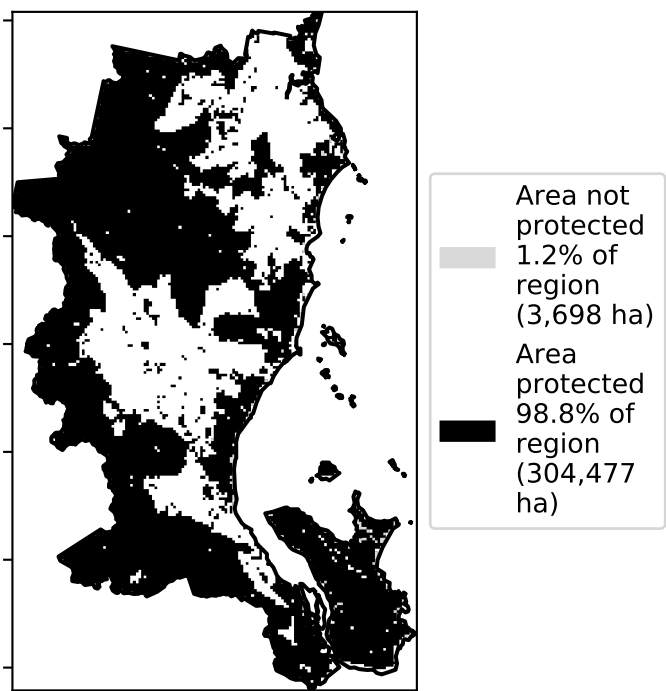 Area not
protected
1.2% of
region
(3,698 ha)
Area
protected
98.8% of
region
(304,477
ha)